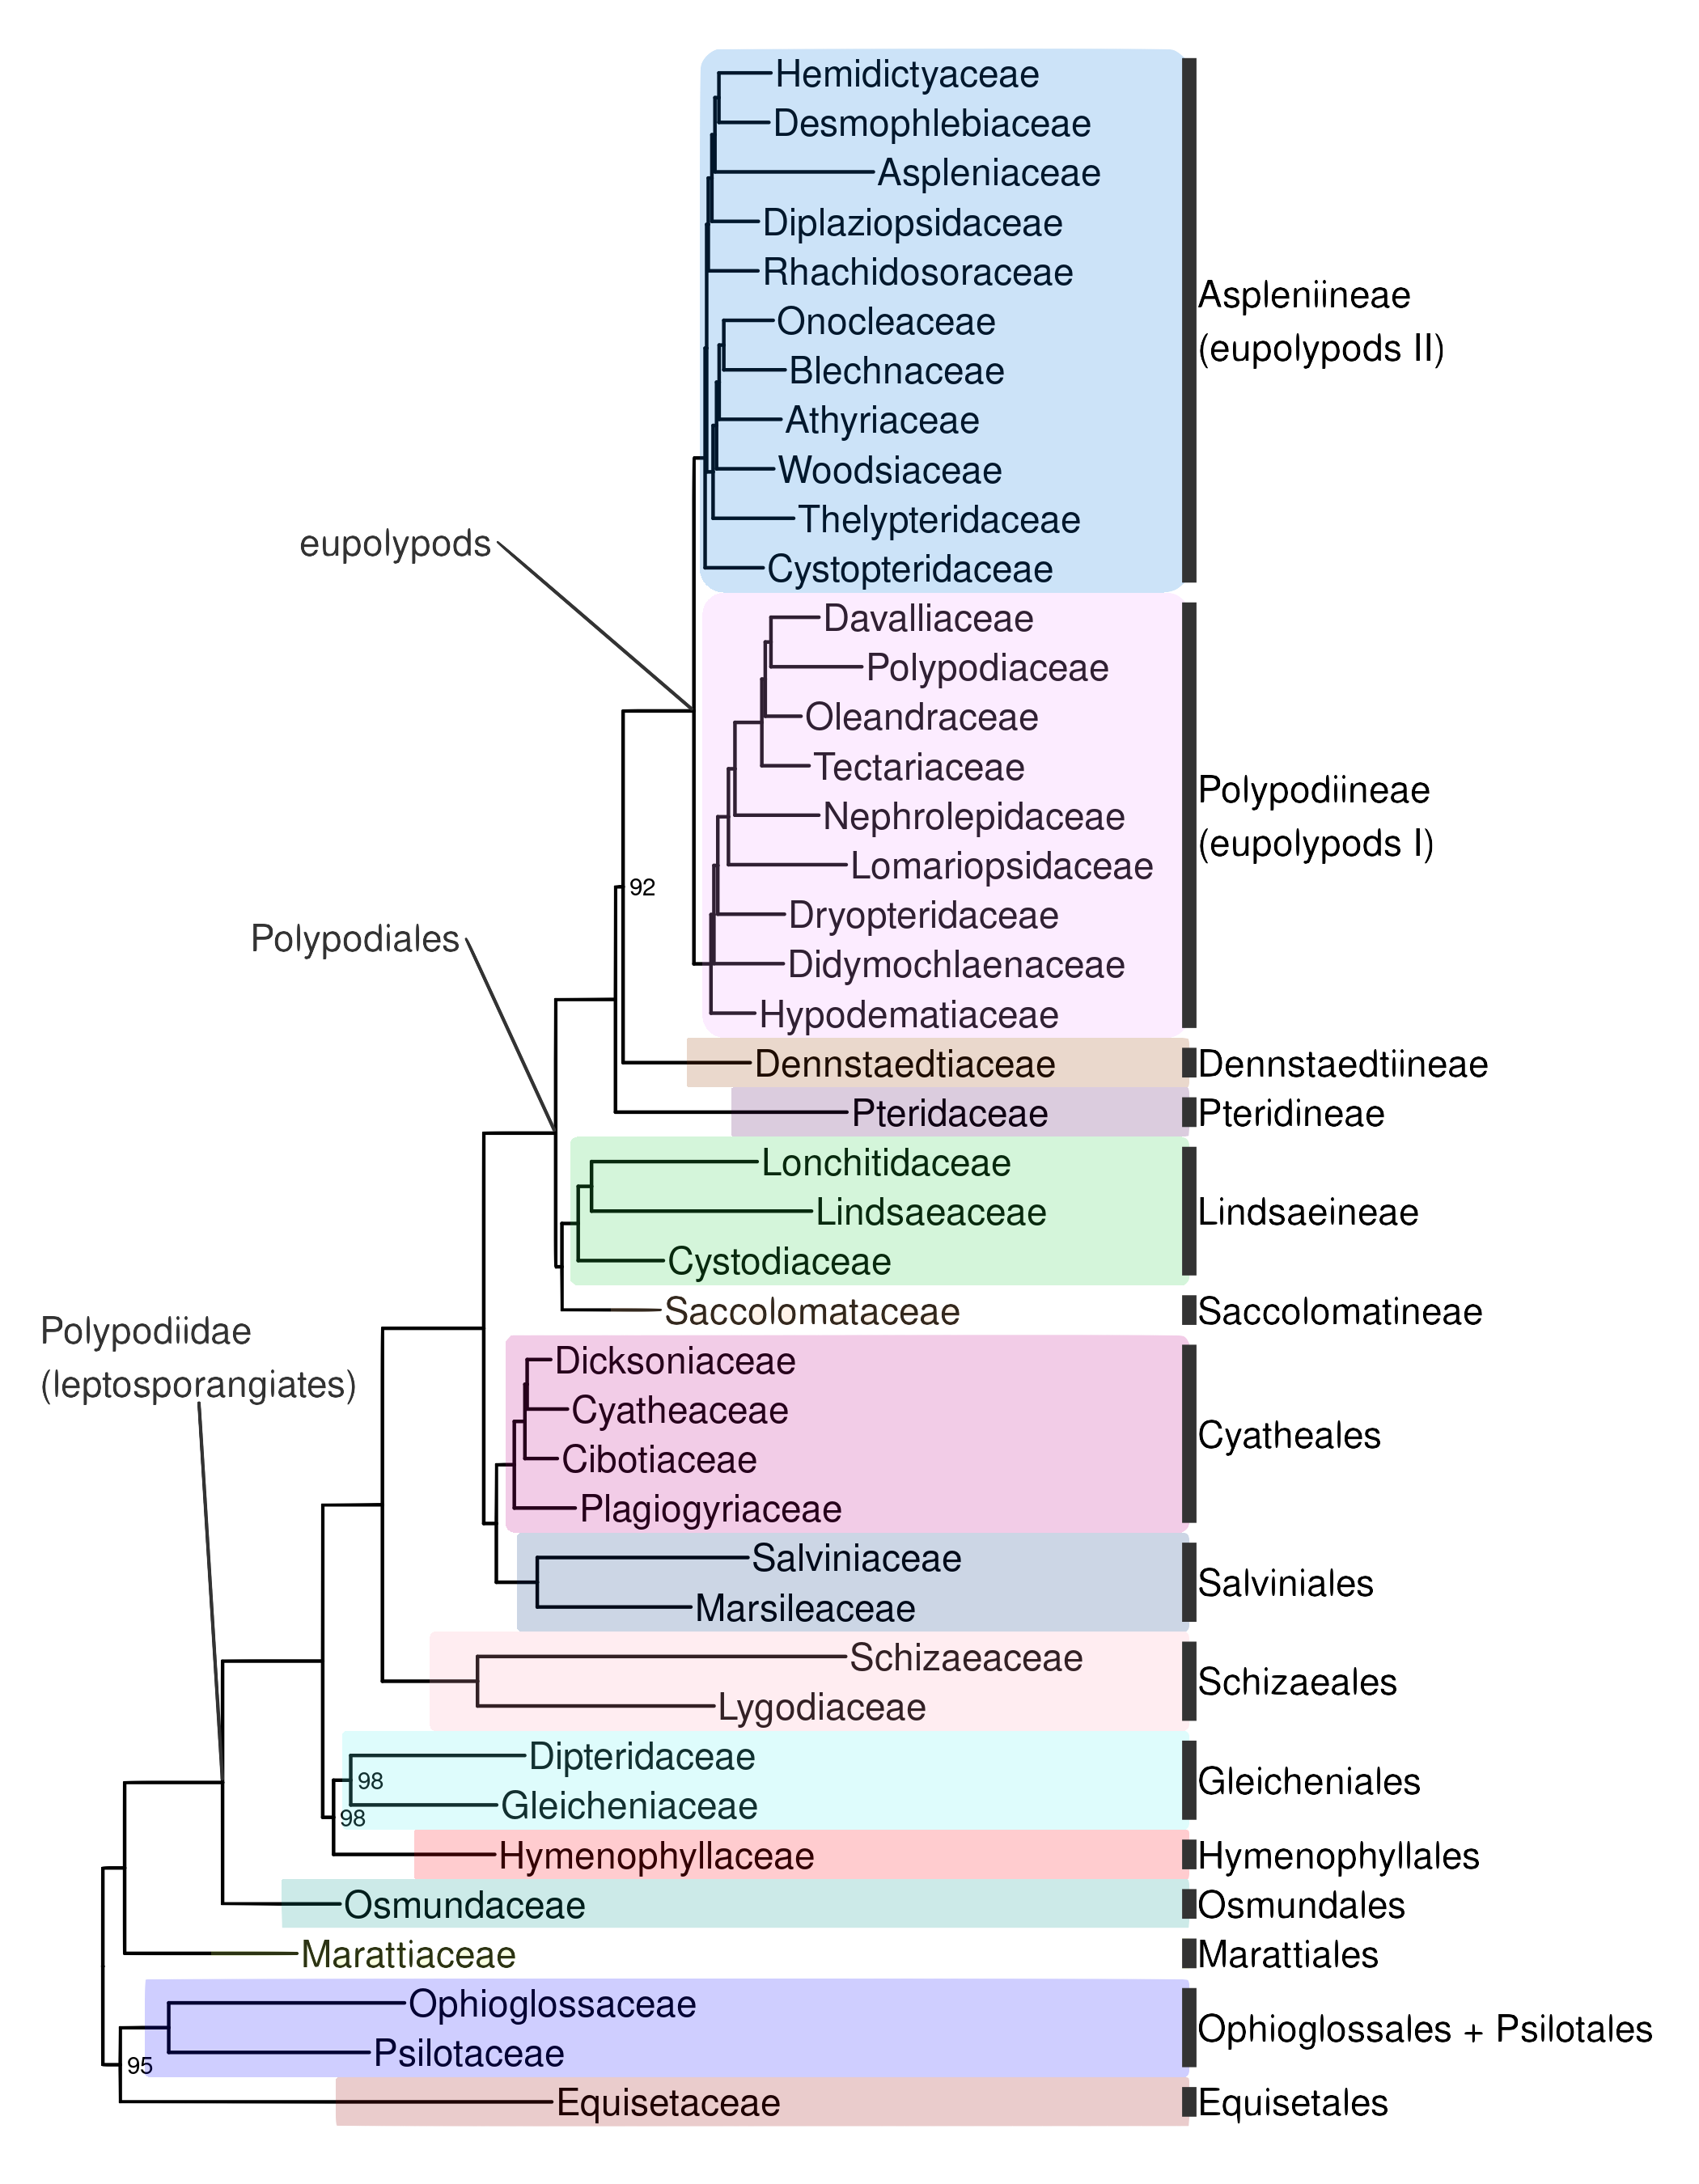 Hemidictyaceae
Desmophlebiaceae
Aspleniaceae
Diplaziopsidaceae
Rhachidosoraceae
Aspleniineae
(eupolypods II)
Onocleaceae
Blechnaceae
Athyriaceae
Woodsiaceae
Thelypteridaceae
eupolypods
Cystopteridaceae
Davalliaceae
Polypodiaceae
Oleandraceae
Tectariaceae
Polypodiineae
(eupolypods I)
Nephrolepidaceae
Lomariopsidaceae
92
Dryopteridaceae
Polypodiales
Didymochlaenaceae
Hypodematiaceae
Dennstaedtiaceae
Dennstaedtiineae
Pteridaceae
Pteridineae
Lonchitidaceae
Lindsaeaceae
Lindsaeineae
Cystodiaceae
Saccolomataceae
Saccolomatineae
Polypodiidae
(leptosporangiates)
Dicksoniaceae
Cyatheaceae
Cyatheales
Cibotiaceae
Plagiogyriaceae
Salviniaceae
Salviniales
Marsileaceae
Schizaeaceae
Schizaeales
Lygodiaceae
Dipteridaceae
98
Gleicheniales
Gleicheniaceae
98
Hymenophyllaceae
Hymenophyllales
Osmundaceae
Osmundales
Marattiaceae
Marattiales
Ophioglossaceae
Ophioglossales + Psilotales
Psilotaceae
95
Equisetaceae
Equisetales